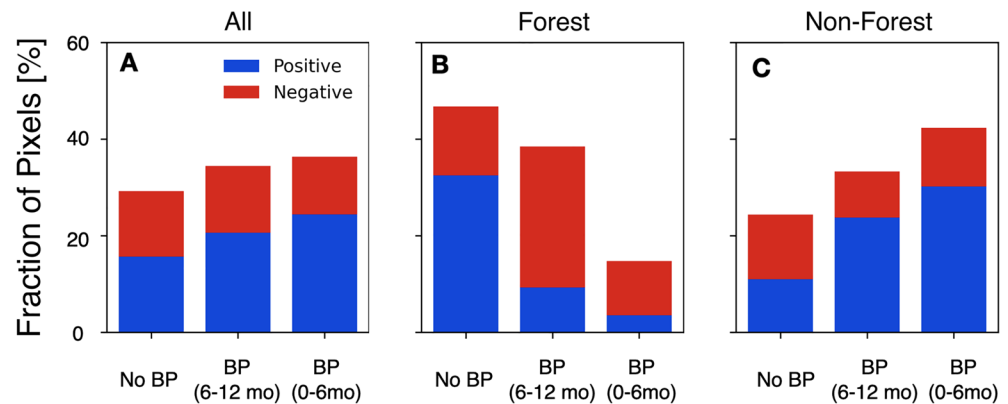 All
Forest
Non-Forest
Fraction of Pixels [%]
60
40
20
0
A
Positive
Negative
B
C
No BP
BP
(6-12 mo)
BP
(0-6mo)
No BP
BP
(6-12 mo)
BP
(0-6mo)
No BP
BP
(6-12 mo)
BP
(0-6mo)